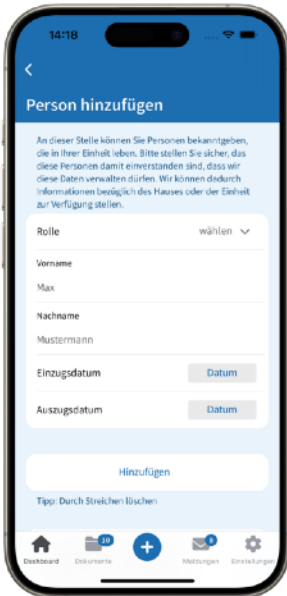 14:18
Person hinzufügen
An dieser Stelle können Sie Personen bekanntgeben,
die in Ihrer Einheit leben. Bitte stellen Sie sicher, das
diese Personen damit einverstanden sind, dass wir
diese Daten verwalten dürfen. Wir können dadurch
Informationen bezüglich des Hauses oder der Einheit
zur Verfügung stellen.
Rolle wählen
Vorname
Max
Nachname
Mustermann
Einzugsdatum Datum
Auszugsdatum Datum
Hinzufügen
Tipp: Durch Streichen löschen
20 8
Dashboard Dokumente Meldungen Einstellungen